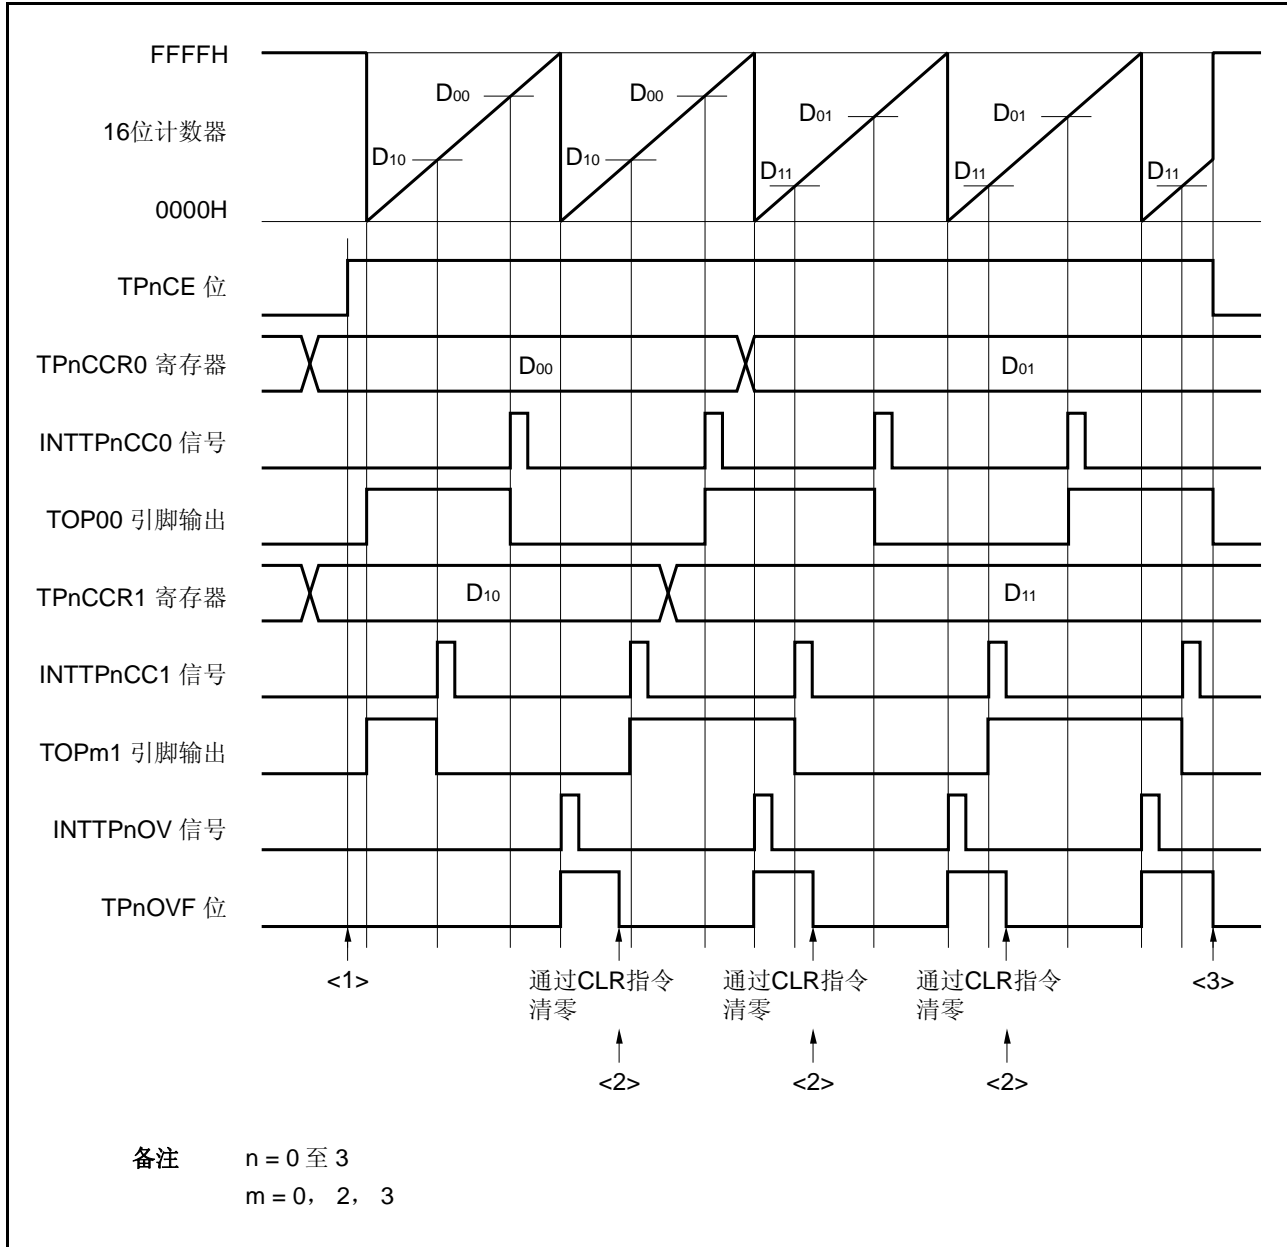 FFFFH
D00
D00
D01
D01
16位计数器
D10
D10
D11
D11
D11
0000H
TPnCE 位
TPnCCR0 寄存器
D00
D01
INTTPnCC0 信号
TOP00 引脚输出
TPnCCR1 寄存器
D10
D11
INTTPnCC1 信号
TOPm1 引脚输出
INTTPnOV 信号
TPnOVF 位
<1>
通过CLR指令
清零
通过CLR指令
清零
通过CLR指令
清零
<3>
<2>
<2>
<2>
备注 n = 0 至 3
m = 0， 2， 3